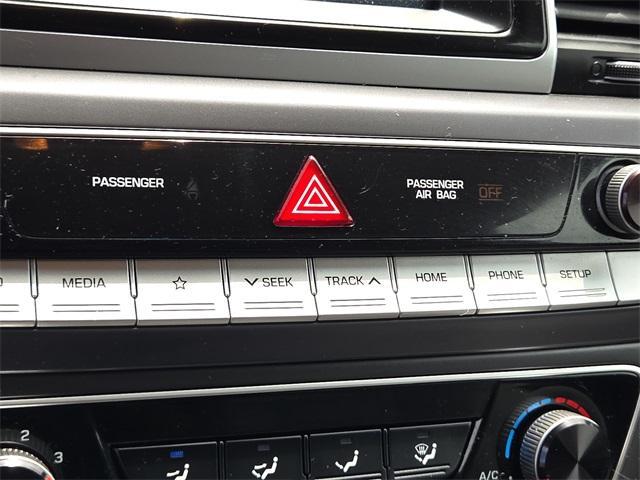 PASSENGER
PASSENGER
AIR BAG OFF
MEDIA
SEEK
TRACK
HOME
PHONE
SETUP
2
3
A/C